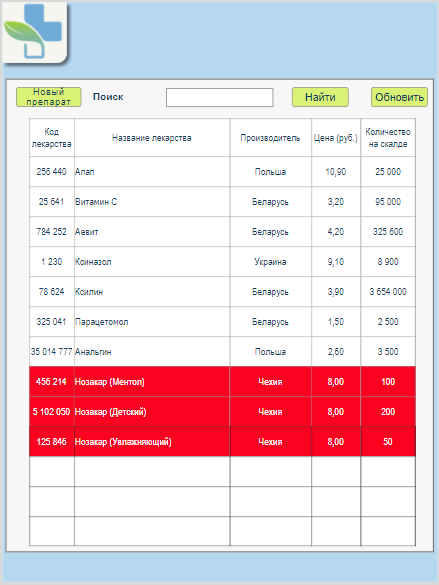 Новый
препарат
Поиск
Найти
Обновить
Код
лекарства
Название лекарства
Производитель
Цена (руб.)
Количество
на скалде
256 440 Апап Польша 10,90 25 000
25 641 Витамин С Беларусь 3,20 95 000
784 252 Аевит Беларусь 4,20 325 600
1 230 Ксиназол Украина 9,10 8 900
78 624 Ксилин Беларусь 3,90 3 654 000
325 041 Парацетомол Беларусь 1,50 2 500
35 014 777 Анальгин Польша 2,60 3 500
456 214 Нозакар (Ментол) Чехия 8,00 100
5 102 050 Нозакар (Детский) Чехия 8,00 200
125 846 Нозакар (Увлажняющий) Чехия 8,00 50